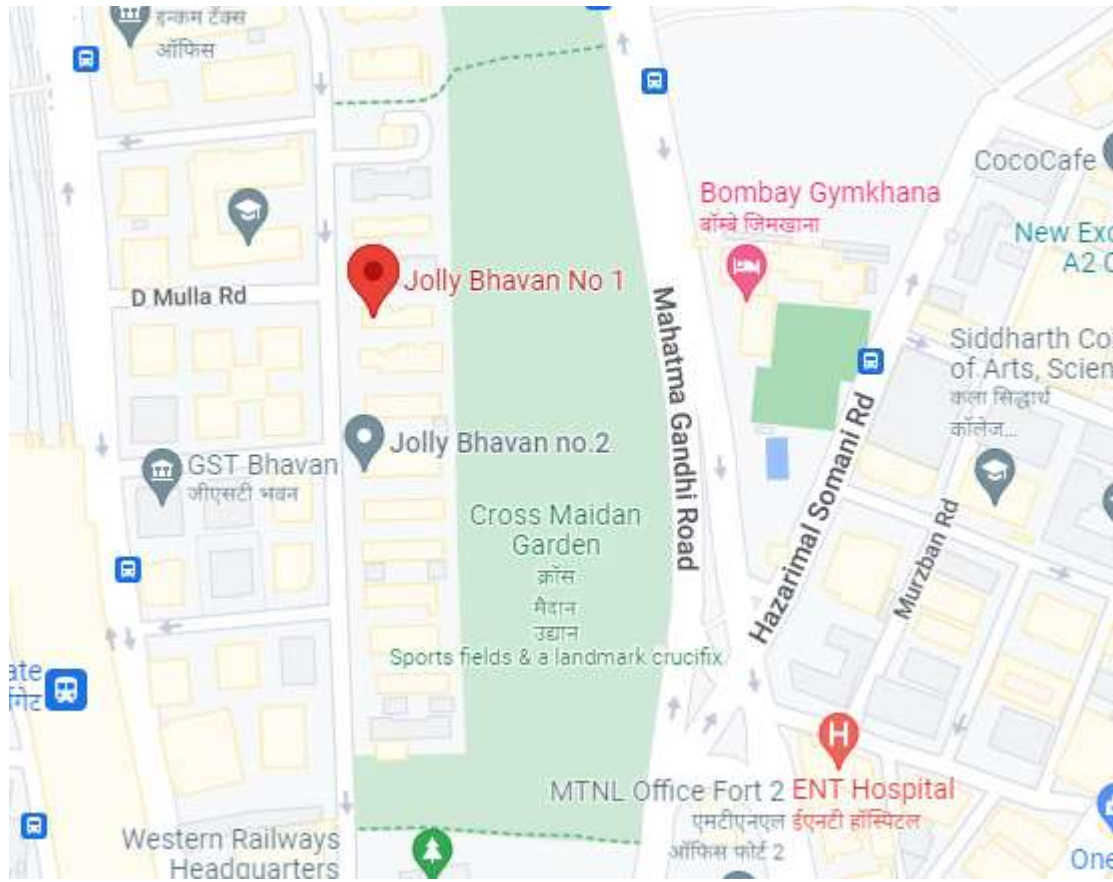 इन्कम टॅक्स
ऑफिस
CocoCafe
Bombay Gymkhana
बॉम्बे जिमखाना
New Exc
A2 C
Jolly Bhavan No 1
D Mulla Rd
Mahatma Gandhi Road
Siddharth Co
of Arts, Scien
कला सिद्धार्थ
कॉलेज...
Hazarimal Somani Rd
Jolly Bhavan no.2
GST Bhavan
जीएसटी भवन
Murzban Rd
Cross Maidan
Garden
क्रॉस
मैदान
उद्यान
Sports fields & a landmark crucifix
ate
H
MTNL Office Fort 2
एमटीएनएल
ऑफिस फोर्ट 2
ENT Hospital
ईएनटी हॉस्पिटल
Western Railways
Headquarters
One